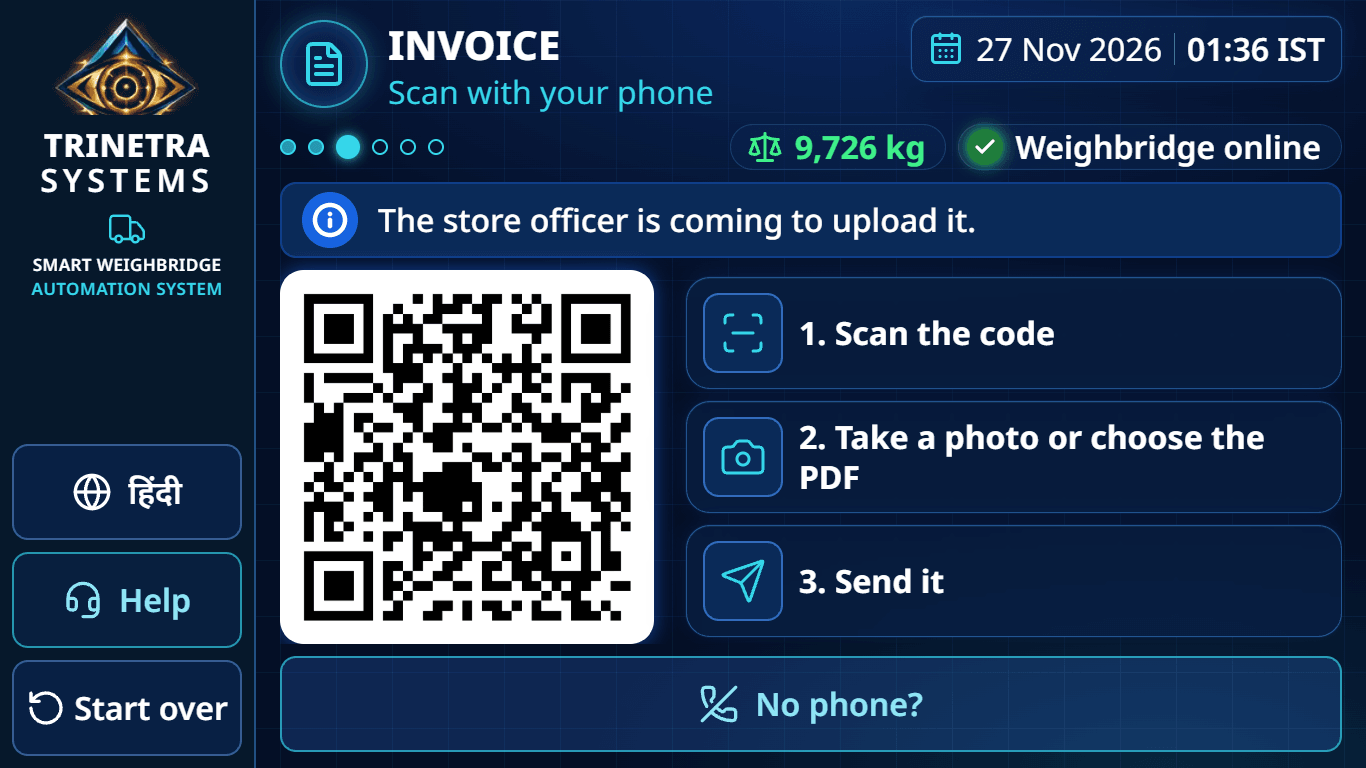 TRINETRA
SYSTEMS
SMART WEIGHBRIDGE
AUTOMATION SYSTEM
हिंदी
Help
Start over
INVOICE
Scan with your phone
27 Nov 2026
01:36 IST
9,726 kg
Weighbridge online
The store officer is coming to upload it.
1. Scan the code
2. Take a photo or choose the
PDF
3. Send it
No phone?